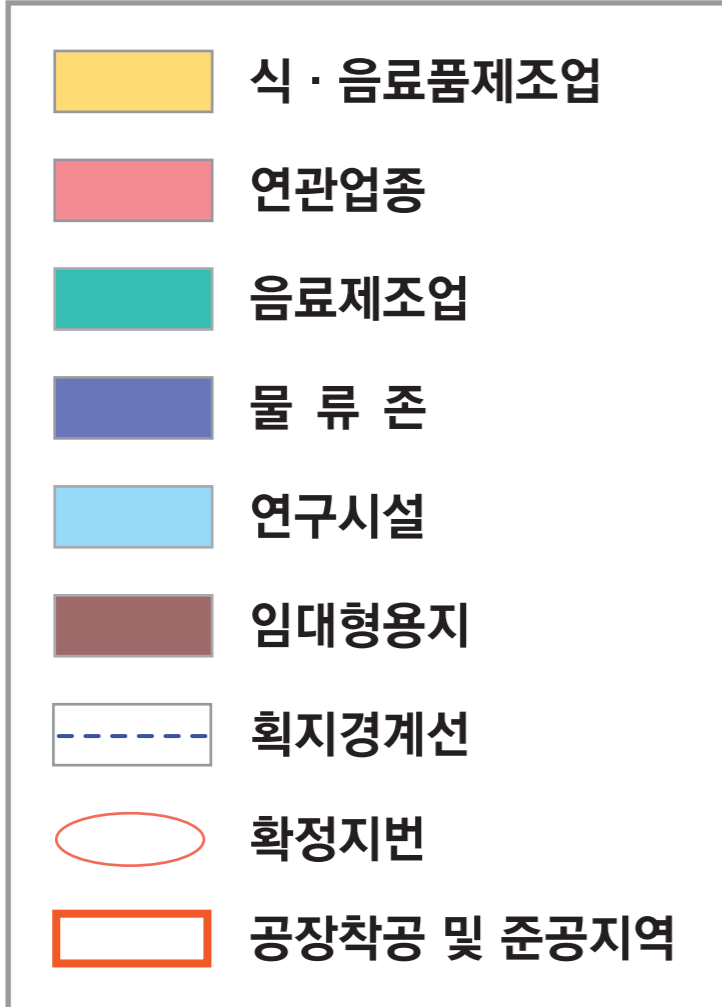 식 · 음료품제조업
연관업종
음료제조업
물 류 존
연구시설
임대형용지
획지경계선
확정지번
공장착공 및 준공지역